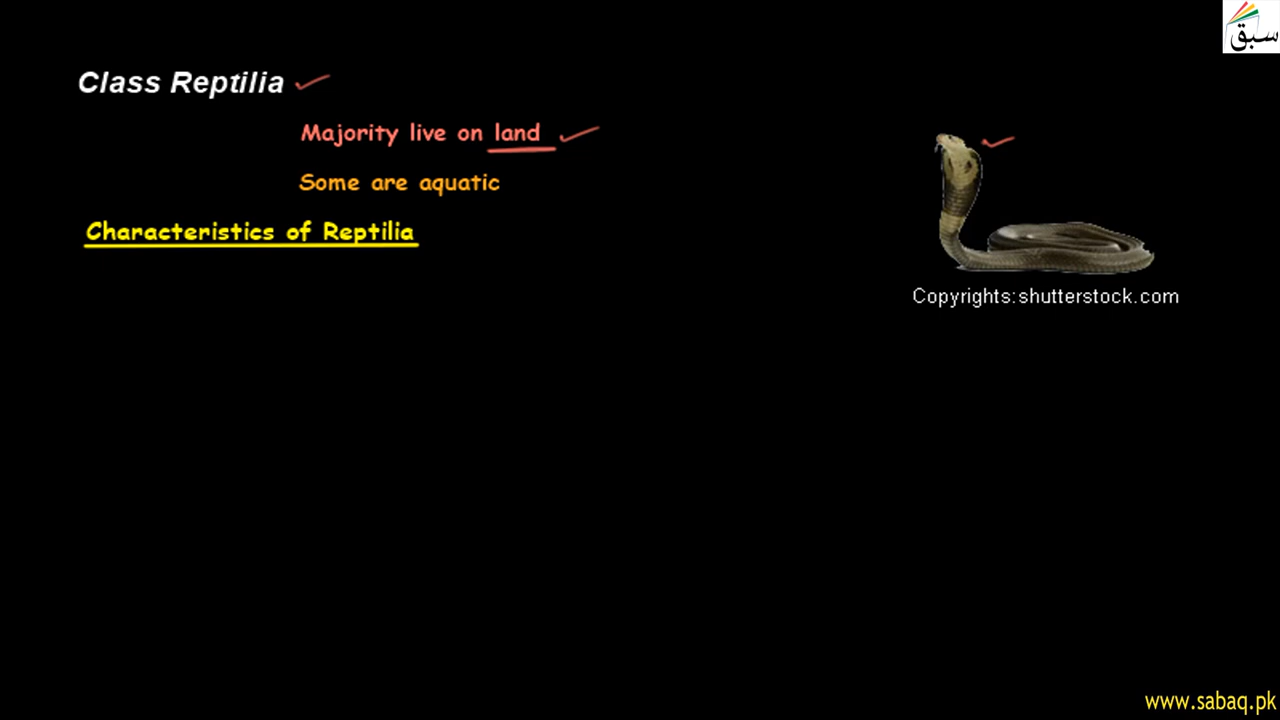 سبق
Class Reptilia
Majority live on land
Some are aquatic
Characteristics of Reptilia
Copyrights:shutterstock.com
www.sabaq.pk